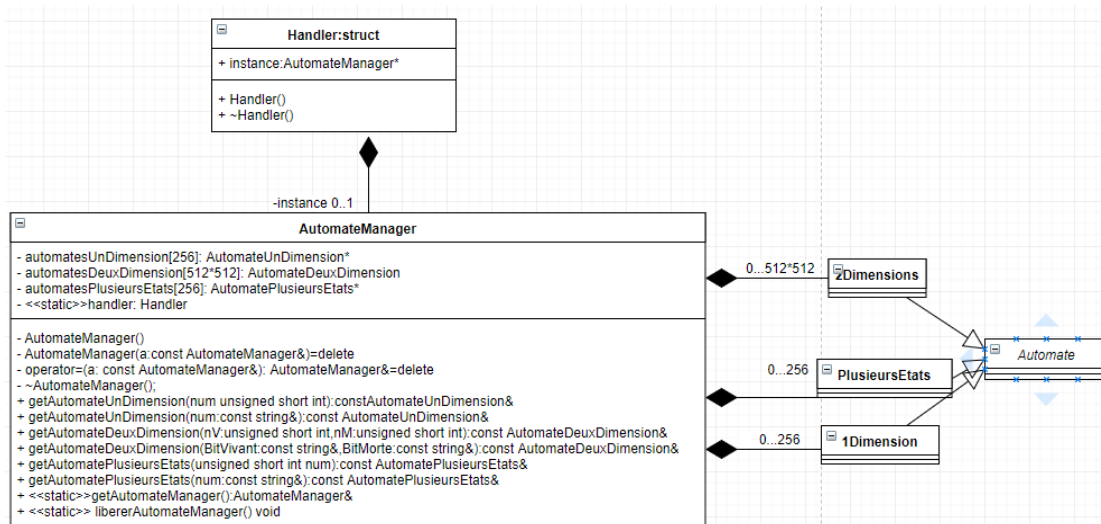 Handler:struct
+ instance:AutomateManager*
+ Handler()
+ ~Handler()
-instance 0..1
AutomateManager
- automatesUnDimension[256]: AutomateUnDimension*
- automatesDeuxDimension[512*512]: AutomateDeuxDimension
- automatesPlusieursEtats[256]: AutomatePlusieursEtats*
- <<static>>handler: Handler
- AutomateManager()
- AutomateManager(a:const AutomateManager&)=delete
- operator=(a: const AutomateManager&): AutomateManager&=delete
- ~AutomateManager();
+ getAutomateUnDimension(num unsigned short int):constAutomateUnDimension&
+ getAutomateUnDimension(num:const string&):const AutomateUnDimension&
+ getAutomateDeuxDimension(nV:unsigned short int,nM:unsigned short int):const AutomateDeuxDimension&
+ getAutomateDeuxDimension(BitVivant:const string&,BitMorte:const string&):const AutomateDeuxDimension&
+ getAutomatePlusieursEtats(unsigned short int num):const AutomatePlusieursEtats&
+ getAutomatePlusieursEtats(num:const string&):const AutomatePlusieursEtats&
+ <<static>>getAutomateManager():AutomateManager&
+ <<static>> libererAutomateManager() void
0...512*512
2Dimensions
0...256
PlusieursEtats
0...256
1Dimension
Automate